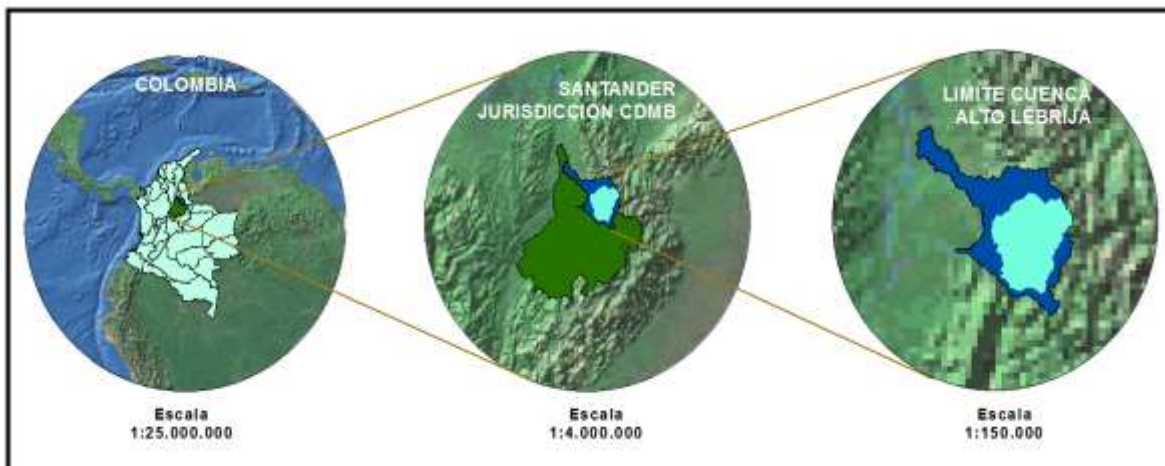 COLOMBIA
SANTANDER
JURISDICCION CDMB
LIMITE CUENCA
ALTO LEBRIJA
Escala
1:25.000.000
Escala
1:4.000.000
Escala
1:150.000